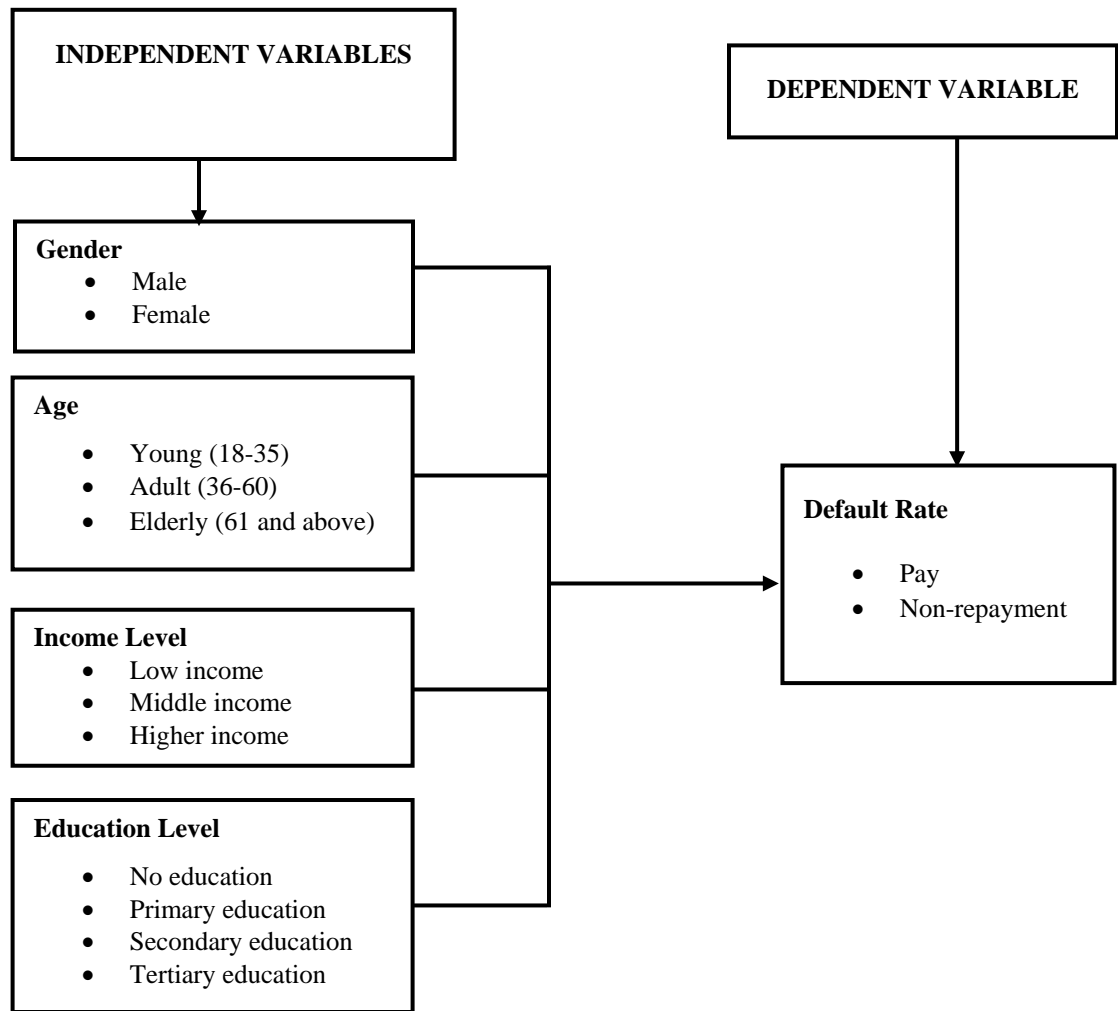 INDEPENDENT VARIABLES
DEPENDENT VARIABLE
Gender
• Male
• Female
Age
• Young (18-35)
• Adult (36-60)
• Elderly (61 and above)
Default Rate
• Pay
• Non-repayment
Income Level
• Low income
• Middle income
• Higher income
Education Level
• No education
• Primary education
• Secondary education
• Tertiary education